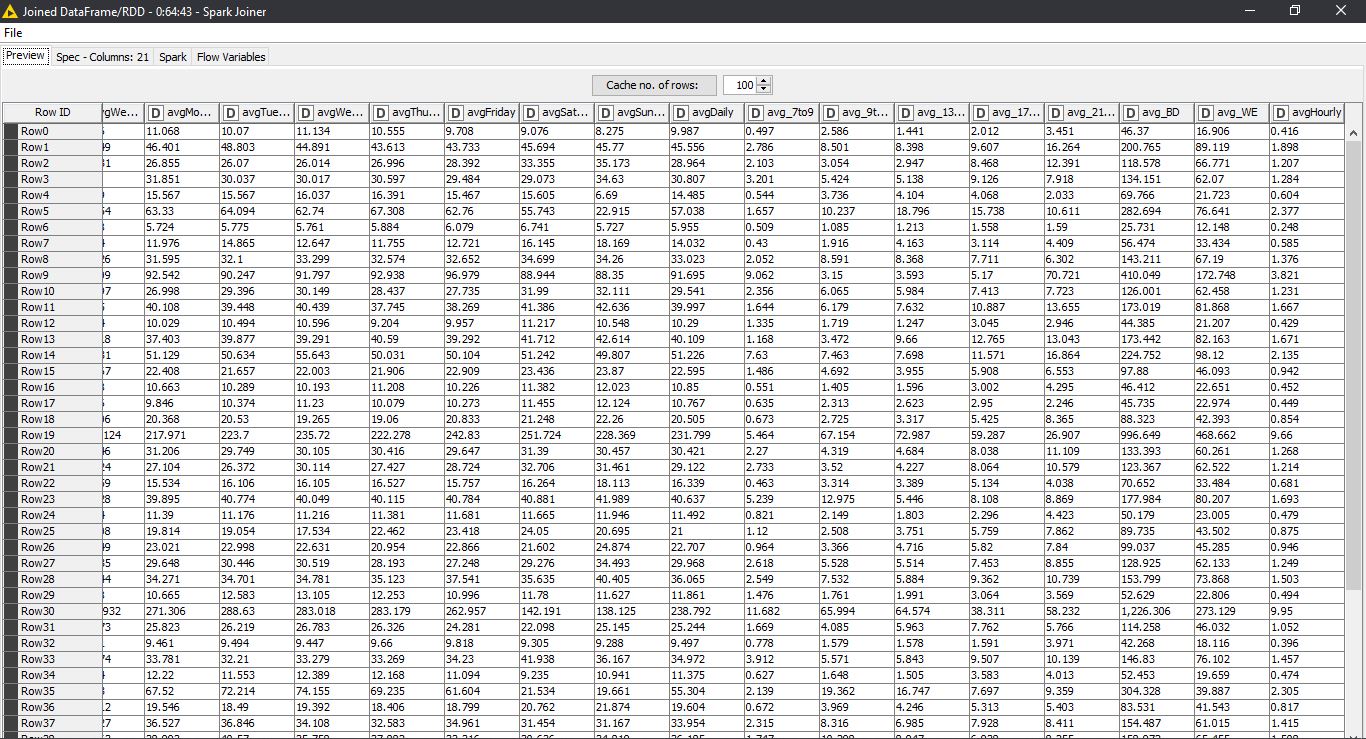 Joined DataFrame/RDD - 0:64:43 - Spark Joiner
File
Preview Spec - Columns: 21 Spark Flow Variables
Cache no. of rows: 100
Row ID gWe... D avgMo... D avgTue... D avgWe... D avgThu... D avgFriday D avgSat... D avgSun... D avgDaily D avg_7to9 D avg_9t... D avg_13... D avg_17... D avg_21... D avg_BD D avg_WE D avgHourly
Row0 11.068 10.07 11.134 10.555 9.708 9.076 8.275 9.987 0.497 2.586 1.441 2.012 3.451 46.37 16.906 0.416
Row1 46.401 48.803 44.891 43.613 43.733 45.694 45.77 45.556 2.786 8.501 8.398 9.607 16.264 200.765 89.119 1.898
Row2 26.855 26.07 26.014 26.996 28.392 33.355 35.173 28.964 2.103 3.054 2.947 8.468 12.391 118.578 66.771 1.207
Row3 31.851 30.037 30.017 30.597 29.484 29.073 34.63 30.807 3.201 5.424 5.138 9.126 7.918 134.151 62.07 1.284
Row4 15.567 15.567 16.037 16.391 15.467 15.605 6.69 14.485 0.544 3.736 4.104 4.068 2.033 69.766 21.723 0.604
Row5 63.33 64.094 62.74 67.308 62.76 55.743 22.915 57.038 1.657 10.237 18.796 15.738 10.611 282.694 76.641 2.377
Row6 5.724 5.775 5.761 5.884 6.079 6.741 5.727 5.955 0.509 1.085 1.213 1.558 1.59 25.731 12.148 0.248
Row7 11.976 14.865 12.647 11.755 12.721 16.145 18.169 14.032 0.43 1.916 4.163 3.114 4.409 56.474 33.434 0.585
Row8 31.595 32.1 33.299 32.574 32.652 34.699 34.26 33.023 2.052 8.591 8.368 7.711 6.302 143.211 67.19 1.376
Row9 92.542 90.247 91.797 92.938 96.979 88.944 88.35 91.695 9.062 3.15 3.593 5.17 70.721 410.049 172.748 3.821
Row10 26.998 29.396 30.149 28.437 27.735 31.99 32.111 29.541 2.356 6.065 5.984 7.413 7.723 126.001 62.458 1.231
Row11 40.108 39.448 40.439 37.745 38.269 41.386 42.636 39.997 1.644 6.179 7.632 10.887 13.655 173.019 81.868 1.667
Row12 10.029 10.494 10.596 9.204 9.957 11.217 10.548 10.29 1.335 1.719 1.247 3.045 2.946 44.385 21.207 0.429
Row13 37.403 39.877 39.291 40.59 39.292 41.712 42.614 40.109 1.168 3.472 9.66 12.765 13.043 173.442 82.163 1.671
Row14 51.129 50.634 55.643 50.031 50.104 51.242 49.807 51.226 7.63 7.463 7.698 11.571 16.864 224.752 98.12 2.135
Row15 22.408 21.657 22.003 21.906 22.909 23.436 23.87 22.595 1.486 4.692 3.955 5.908 6.553 97.88 46.093 0.942
Row16 10.663 10.289 10.193 11.208 10.226 11.382 12.023 10.85 0.551 1.405 1.596 3.002 4.295 46.412 22.651 0.452
Row17 9.846 10.374 11.23 10.079 10.273 11.455 12.124 10.767 0.635 2.313 2.623 2.95 2.246 45.735 22.974 0.449
Row18 20.368 20.53 19.265 19.06 20.833 21.248 22.26 20.505 0.673 2.725 3.317 5.425 8.365 88.323 42.393 0.854
Row19 124 217.971 223.7 235.72 222.278 242.83 251.724 228.369 231.799 5.464 67.154 72.987 59.287 26.907 996.649 468.662 9.66
Row20 31.206 29.749 30.105 30.416 29.647 31.39 30.457 30.421 2.27 4.319 4.684 8.038 11.109 133.393 60.261 1.268
Row21 27.104 26.372 30.114 27.427 28.724 32.706 31.461 29.122 2.733 3.52 4.227 8.064 10.579 123.367 62.522 1.214
Row22 15.534 16.106 16.105 16.527 15.757 16.264 18.113 16.339 0.463 3.314 3.389 5.134 4.038 70.652 33.484 0.681
Row23 39.895 40.774 40.049 40.115 40.784 40.881 41.989 40.637 5.239 12.975 5.446 8.108 8.869 177.984 80.207 1.693
Row24 11.39 11.176 11.216 11.381 11.681 11.665 11.946 11.492 0.821 2.149 1.803 2.296 4.423 50.179 23.005 0.479
Row25 19.814 19.054 17.534 22.462 23.418 24.05 20.695 21 1.12 2.508 3.751 5.759 7.862 89.735 43.502 0.875
Row26 23.021 22.998 22.631 20.954 22.866 21.602 24.874 22.707 0.964 3.366 4.716 5.82 7.84 99.037 45.285 0.946
Row27 29.648 30.446 30.519 28.193 27.248 29.276 34.493 29.968 2.618 5.528 5.514 7.453 8.855 128.925 62.133 1.249
Row28 34.271 34.701 34.781 35.123 37.541 35.635 40.405 36.065 2.549 7.532 5.884 9.362 10.739 153.799 73.868 1.503
Row29 10.665 12.583 13.105 12.253 10.996 11.78 11.627 11.861 1.476 1.761 1.991 3.064 3.569 52.629 22.806 0.494
Row30 932 271.306 288.63 283.018 283.179 262.957 142.191 138.125 238.792 11.682 65.994 64.574 38.311 58.232 1,226.306 273.129 9.95
Row31 25.823 26.219 26.783 26.326 24.281 22.098 25.145 25.244 1.669 4.085 5.963 7.762 5.766 114.258 46.032 1.052
Row32 9.461 9.494 9.447 9.66 9.818 9.305 9.288 9.497 0.778 1.579 1.578 1.591 3.971 42.268 18.116 0.396
Row33 33.781 32.21 33.279 33.269 34.23 41.938 36.167 34.972 3.912 5.571 5.843 9.507 10.139 146.83 76.102 1.457
Row34 12.22 11.553 12.389 12.168 11.094 9.235 10.941 11.375 0.627 1.648 1.505 3.583 4.013 52.453 19.659 0.474
Row35 67.52 72.214 74.155 69.235 61.604 21.534 20.866 55.304 2.139 19.362 16.747 7.697 9.359 304.328 39.887 2.305
Row36 19.546 18.49 19.392 18.406 18.799 20.762 21.874 19.604 0.672 3.969 4.246 5.313 5.403 83.531 41.543 0.817
Row37 36.527 36.846 34.108 32.583 34.961 31.454 31.167 33.954 2.315 8.316 6.985 7.928 8.411 154.487 61.015 1.415